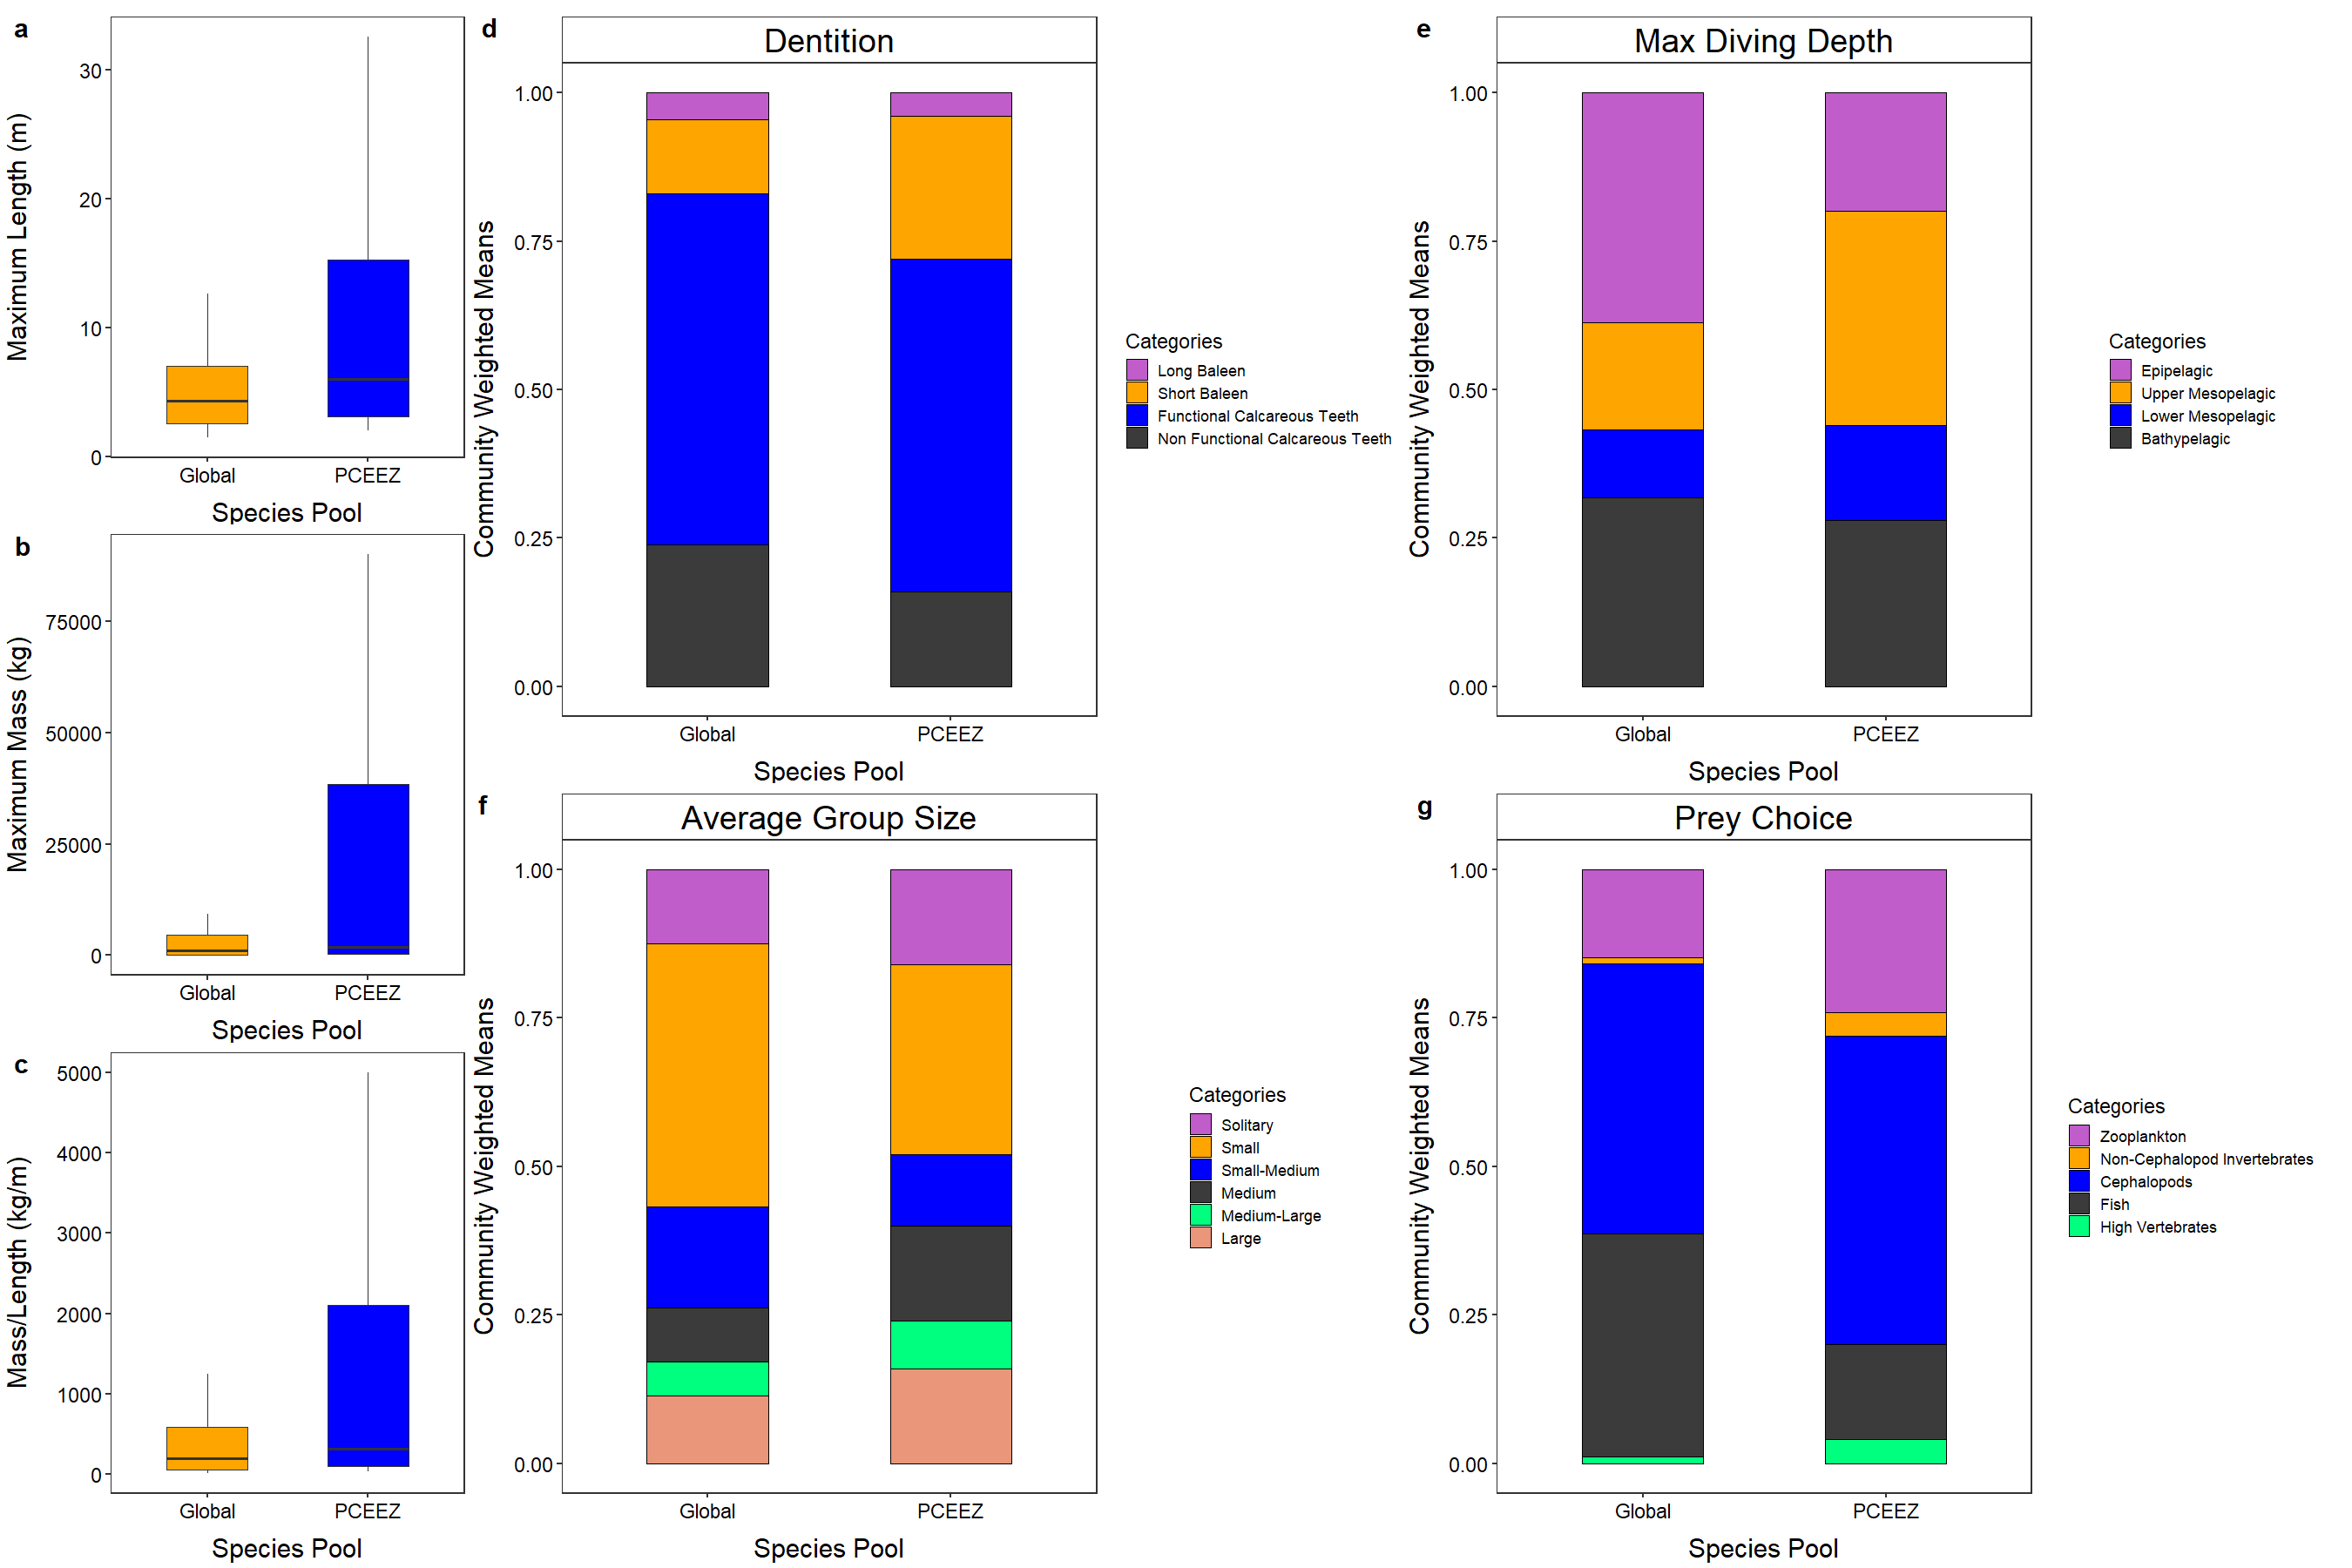 a
Maximum Length (m)
30
20
10
0
Global
PCEEZ
Species Pool
b
Maximum Mass (kg)
75000
50000
25000
0
Global
PCEEZ
Species Pool
c
Mass/Length (kg/m)
5000
4000
3000
2000
1000
0
Global
PCEEZ
Species Pool
d
Dentition
Community Weighted Means
1.00
0.75
0.50
0.25
0.00
Global
PCEEZ
Species Pool
Categories
Long Baleen
Short Baleen
Functional Calcareous Teeth
Non Functional Calcareous Teeth
e
Max Diving Depth
Community Weighted Means
1.00
0.75
0.50
0.25
0.00
Global
PCEEZ
Species Pool
Categories
Epipelagic
Upper Mesopelagic
Lower Mesopelagic
Bathypelagic
f
Average Group Size
Community Weighted Means
1.00
0.75
0.50
0.25
0.00
Global
PCEEZ
Species Pool
Categories
Solitary
Small
Small-Medium
Medium
Medium-Large
Large
g
Prey Choice
Community Weighted Means
1.00
0.75
0.50
0.25
0.00
Global
PCEEZ
Species Pool
Categories
Zooplankton
Non-Cephalopod Invertebrates
Cephalopods
Fish
High Vertebrates